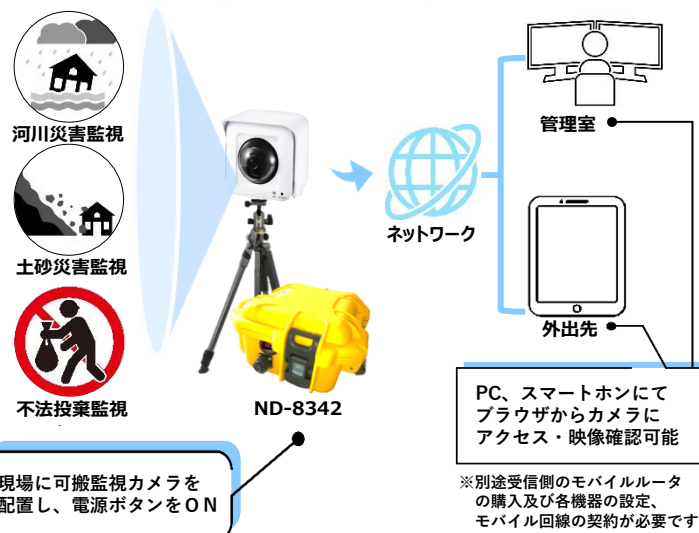 河川災害監視
土砂災害監視
不法投棄監視
ND-8342
ネットワーク
管理室
外出先
現場に可搬監視カメラを
配置し、電源ボタンをON
PC、スマートホンにて
ブラウザからカメラに
アクセス・映像確認可能
※別途受信側のモバイルルータ
の購入及び各機器の設定、
モバイル回線の契約が必要です